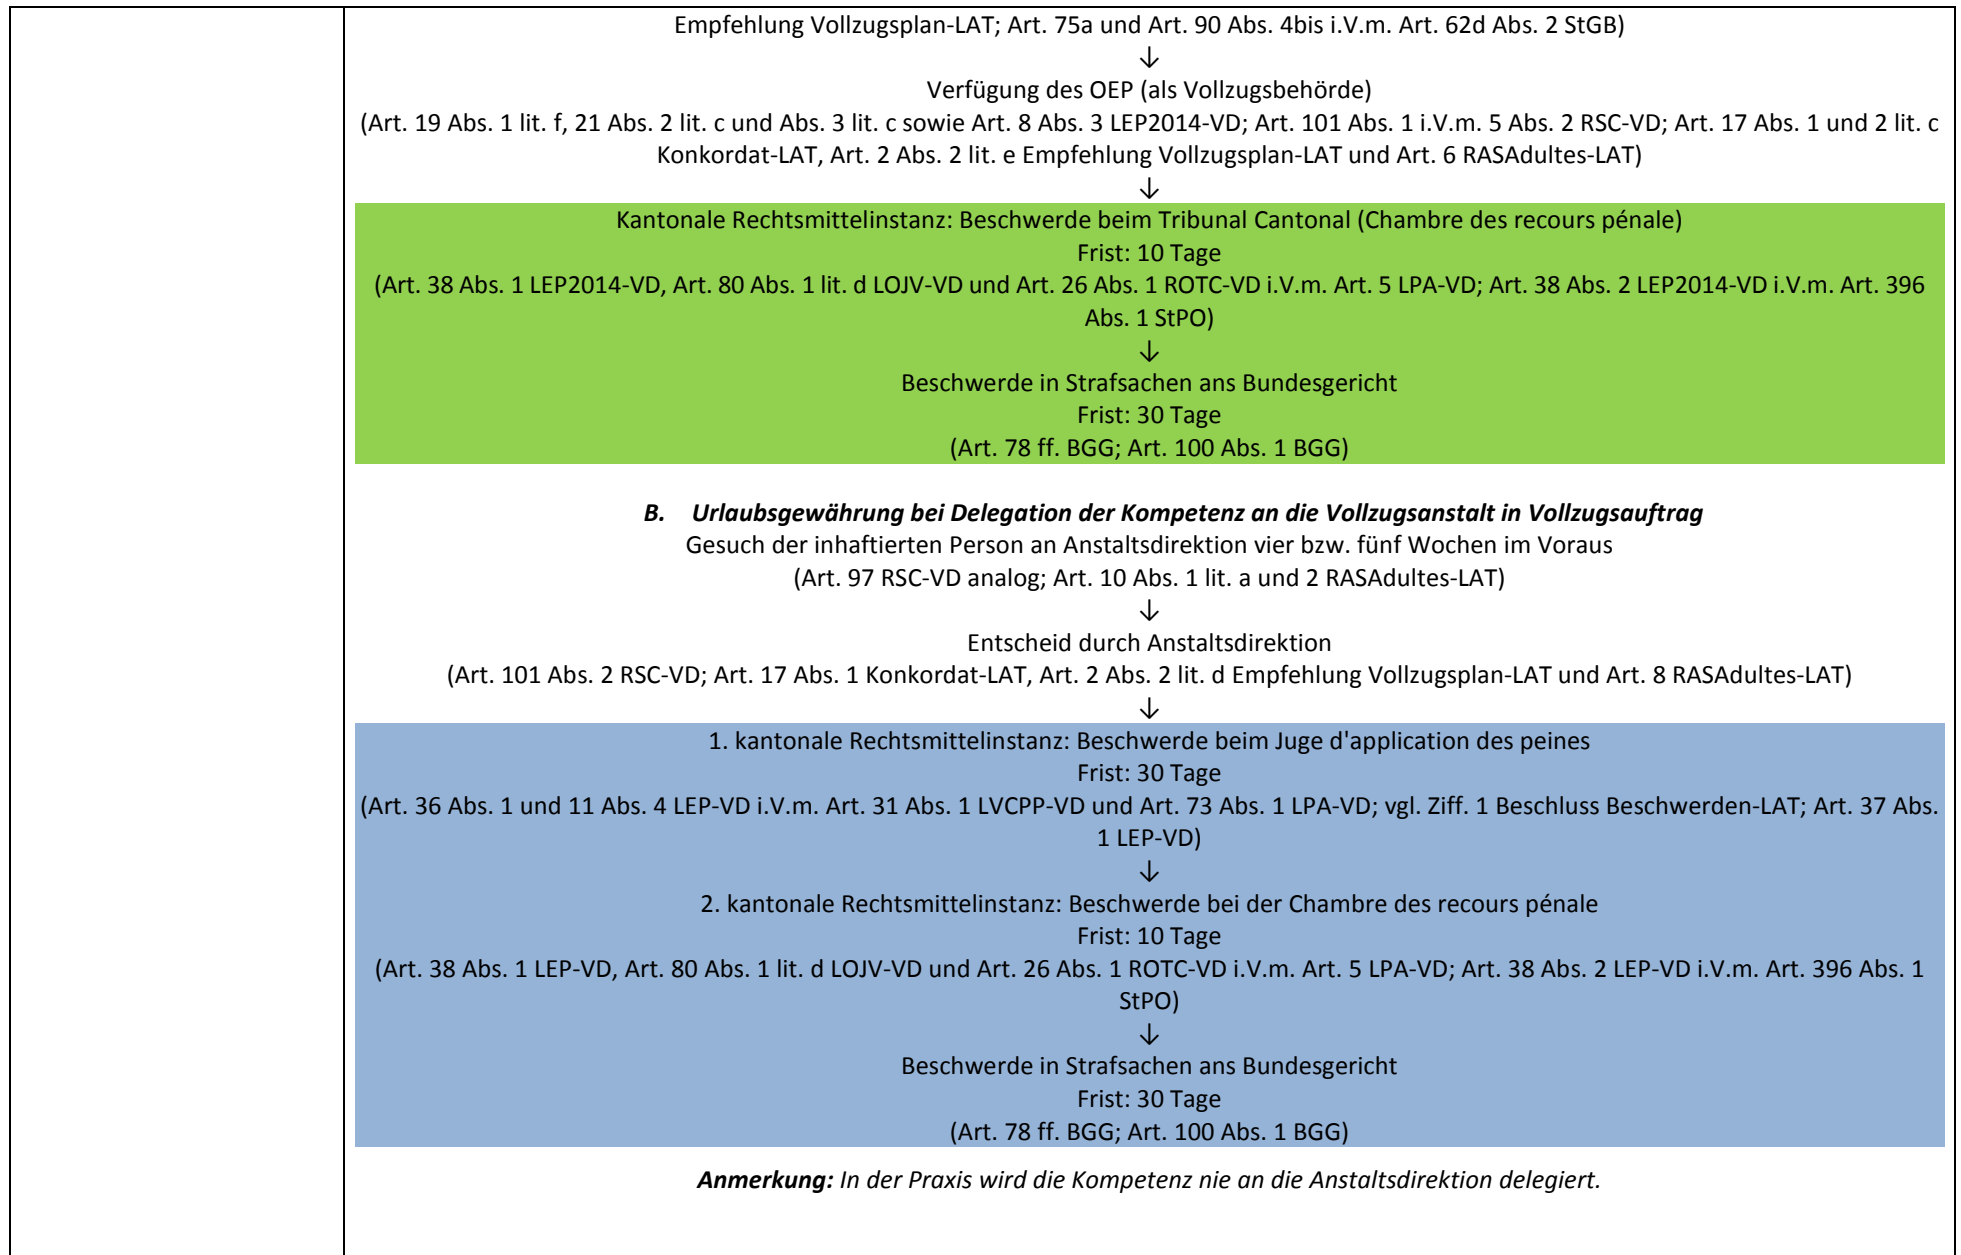 Empfehlung Vollzugsplan-LAT; Art. 75a und Art. 90 Abs. 4bis i.V.m. Art. 62d Abs. 2 StGB)
↓
Verfügung des OEP (als Vollzugsbehörde)
(Art. 19 Abs. 1 lit. f, 21 Abs. 2 lit. c und Abs. 3 lit. c sowie Art. 8 Abs. 3 LEP2014-VD; Art. 101 Abs. 1 i.V.m. 5 Abs. 2 RSC-VD; Art. 17 Abs. 1 und 2 lit. c
Konkordat-LAT, Art. 2 Abs. 2 lit. e Empfehlung Vollzugsplan-LAT und Art. 6 RASAdultes-LAT)
↓
Kantonale Rechtsmittelinstanz: Beschwerde beim Tribunal Cantonal (Chambre des recours pénale)
Frist: 10 Tage
(Art. 38 Abs. 1 LEP2014-VD, Art. 80 Abs. 1 lit. d LOJV-VD und Art. 26 Abs. 1 ROTC-VD i.V.m. Art. 5 LPA-VD; Art. 38 Abs. 2 LEP2014-VD i.V.m. Art. 396
Abs. 1 StPO)
↓
Beschwerde in Strafsachen ans Bundesgericht
Frist: 30 Tage
(Art. 78 ff. BGG; Art. 100 Abs. 1 BGG)
B. Urlaubsgewährung bei Delegation der Kompetenz an die Vollzugsanstalt in Vollzugsauftrag
Gesuch der inhaftierten Person an Anstaltsdirektion vier bzw. fünf Wochen im Voraus
(Art. 97 RSC-VD analog; Art. 10 Abs. 1 lit. a und 2 RASAdultes-LAT)
↓
Entscheid durch Anstaltsdirektion
(Art. 101 Abs. 2 RSC-VD; Art. 17 Abs. 1 Konkordat-LAT, Art. 2 Abs. 2 lit. d Empfehlung Vollzugsplan-LAT und Art. 8 RASAdultes-LAT)
↓
1. kantonale Rechtsmittelinstanz: Beschwerde beim Juge d'application des peines
Frist: 30 Tage
(Art. 36 Abs. 1 und 11 Abs. 4 LEP-VD i.V.m. Art. 31 Abs. 1 LVCPP-VD und Art. 73 Abs. 1 LPA-VD; vgl. Ziff. 1 Beschluss Beschwerden-LAT; Art. 37 Abs.
1 LEP-VD)
↓
2. kantonale Rechtsmittelinstanz: Beschwerde bei der Chambre des recours pénale
Frist: 10 Tage
(Art. 38 Abs. 1 LEP-VD, Art. 80 Abs. 1 lit. d LOJV-VD und Art. 26 Abs. 1 ROTC-VD i.V.m. Art. 5 LPA-VD; Art. 38 Abs. 2 LEP-VD i.V.m. Art. 396 Abs. 1
StPO)
↓
Beschwerde in Strafsachen ans Bundesgericht
Frist: 30 Tage
(Art. 78 ff. BGG; Art. 100 Abs. 1 BGG)
Anmerkung: In der Praxis wird die Kompetenz nie an die Anstaltsdirektion delegiert.